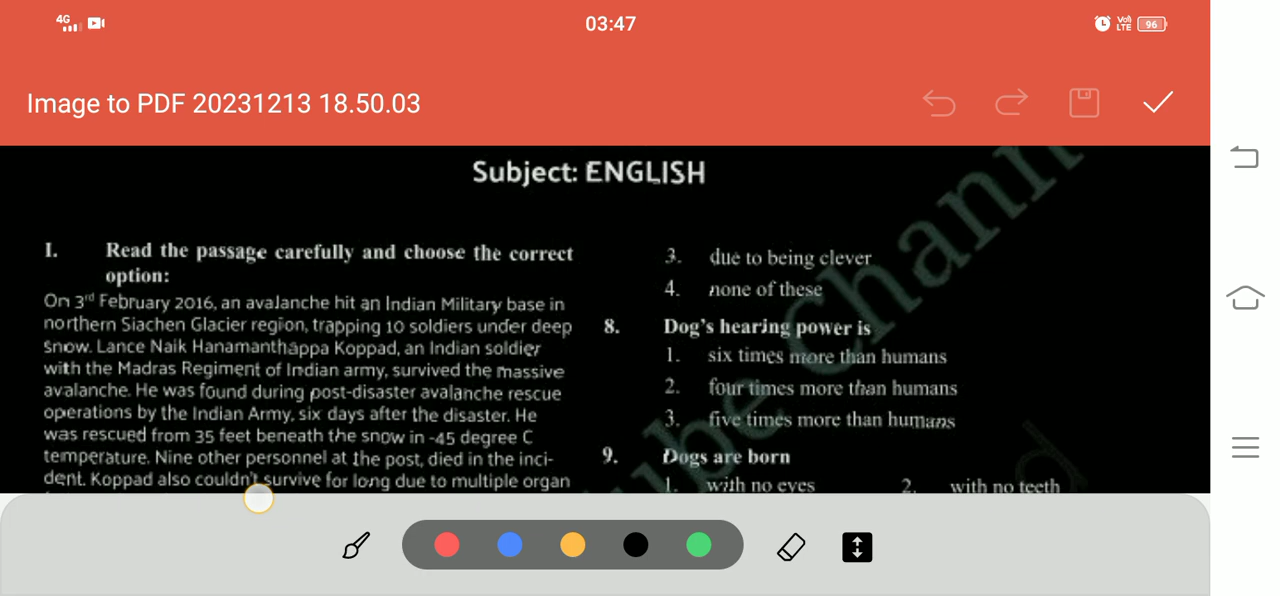 4G
03:47
Vo)
LTE
96
Image to PDF 20231213 18.50.03
Subject: ENGLISH
I. Read the passage carefully and choose the correct
option:
On 3rd February 2016, an avalanche hit an Indian Military base in
northern Siachen Glacier region, trapping 10 soldiers under deep
snow. Lance Naik Hanamanthappa Koppad, an Indian soldier
with the Madras Regiment of Indian army, survived the massive
avalanche. He was found during post-disaster avalanche rescue
operations by the Indian Army, six days after the disaster. He
was rescued from 35 feet beneath the snow in -45 degree C
temperature. Nine other personnel at the post, died in the inci-
dent. Koppad also couldn't survive for long due to multiple organ
3. due to being clever
4. none of these
8. Dog's hearing power is
1. six times more than humans
2. four times more than humans
3. five times more than humans
9. Dogs are born
1. with no eyes 2. with no teeth